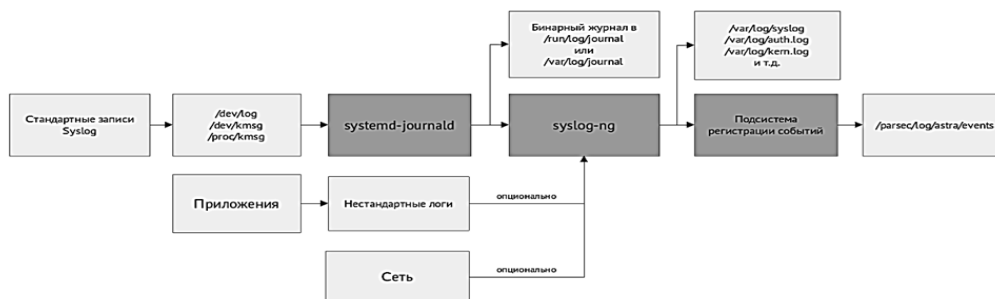 Бинарный журнал в
/run/log/journal
или
/var/log/journal
/var/log/syslog
/var/log/auth.log
/var/log/kern.log
и т.д.
Стандартные записи
Syslog
/dev/log
/dev/kmsg
/proc/kmsg
systemd-journald
syslog-ng
Подсистема
регистрации событий
/parsec/log/astra/events
Приложения
Нестандартные логи
опционально
Сеть
опционально